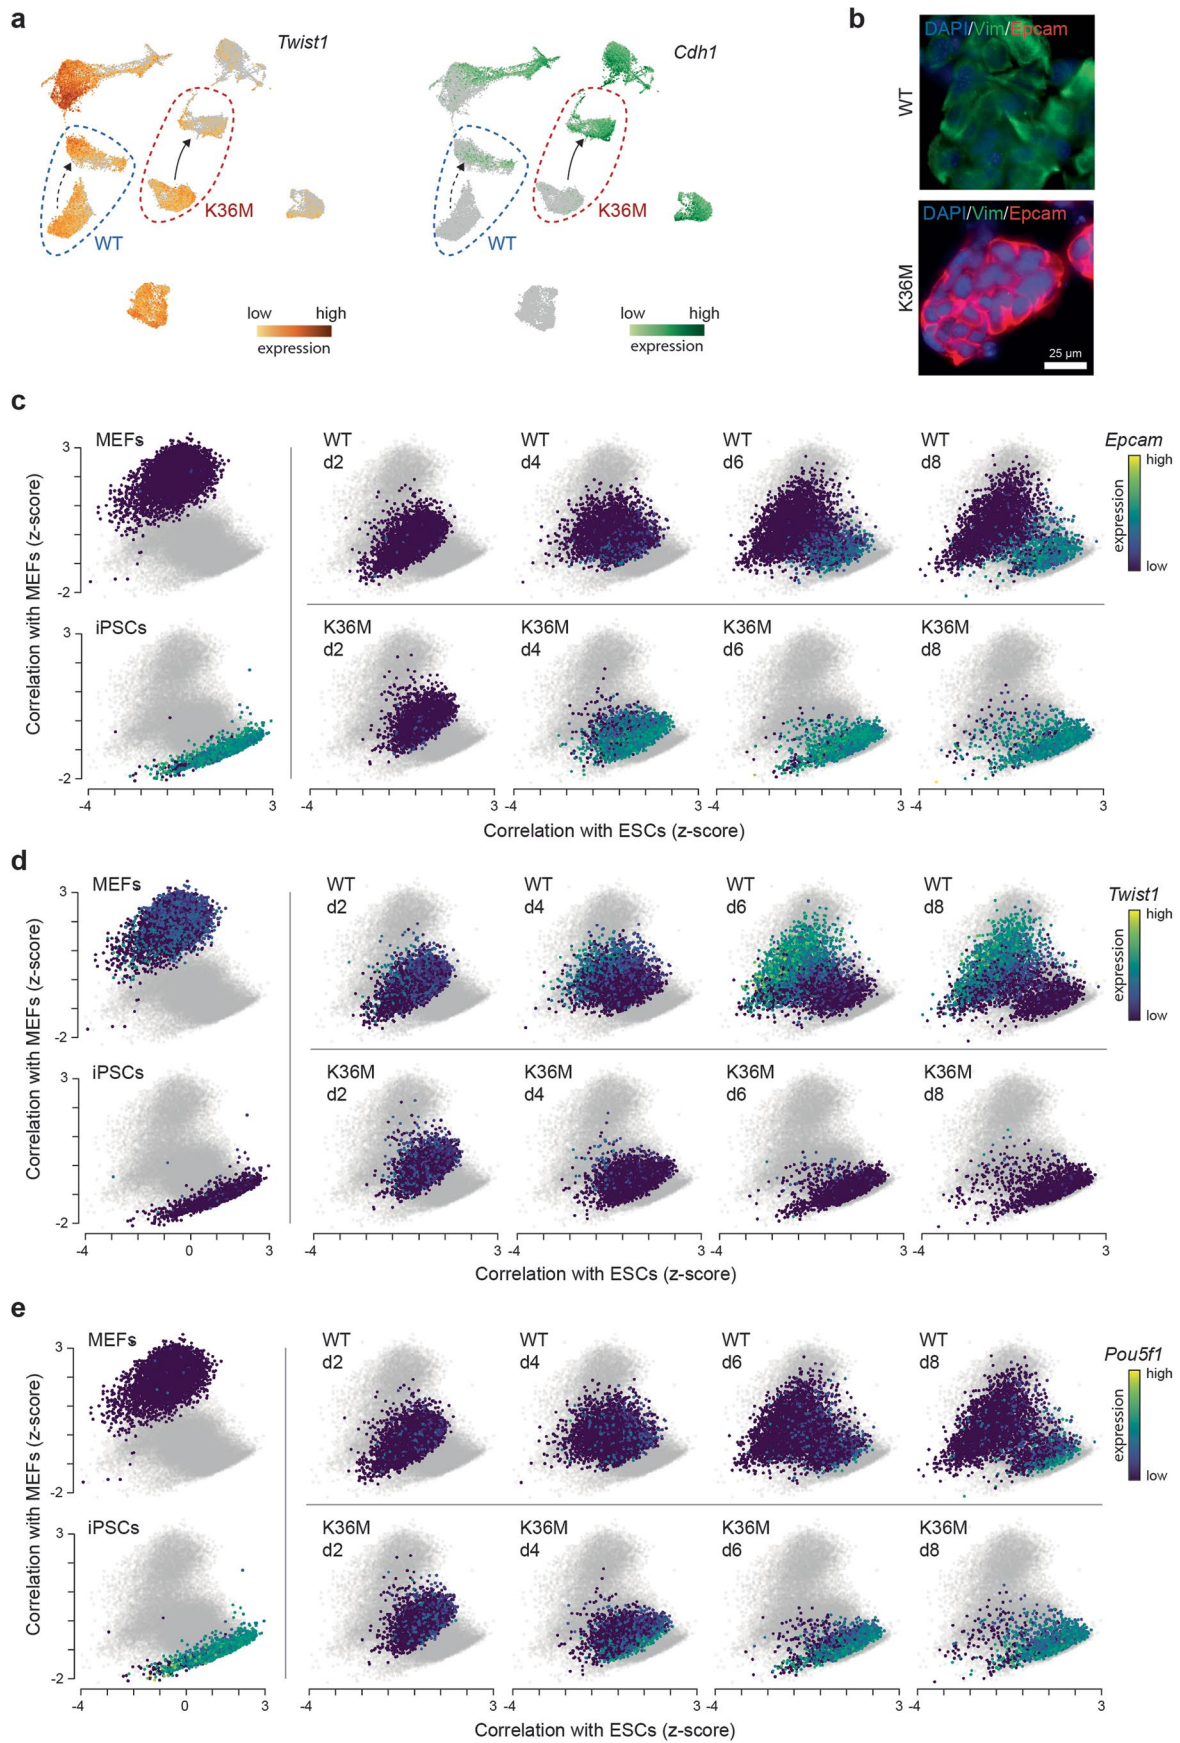 a
Twist1
K36M
WT
low high
expression
Cdh1
K36M
WT
low high
expression
b
DAPI/Vim/Epcam
WT
DAPI/Vim/Epcam
K36M
25 µm
c
Correlation with MEFs (z-score)
MEFs
3
-2
WT
d2
WT
d4
WT
d6
WT
d8
Epcam
high
expression
low
iPSCs
3
-2
K36M
d2
K36M
d4
K36M
d6
K36M
d8
-4 3 -4 3 -4 3 -4 3 -4 3
Correlation with ESCs (z-score)
d
Correlation with MEFs (z-score)
MEFs
3
-2
WT
d2
WT
d4
WT
d6
WT
d8
Twist1
high
expression
low
iPSCs
3
-2
K36M
d2
K36M
d4
K36M
d6
K36M
d8
-4 0 3 -4 3 -4 3 -4 3 -4 3
Correlation with ESCs (z-score)
e
Correlation with MEFs (z-score)
MEFs
3
-2
WT
d2
WT
d4
WT
d6
WT
d8
Pou5f1
high
expression
low
iPSCs
3
-2
K36M
d2
K36M
d4
K36M
d6
K36M
d8
-4 0 3 -4 3 -4 3 -4 3 -4 3
Correlation with ESCs (z-score)